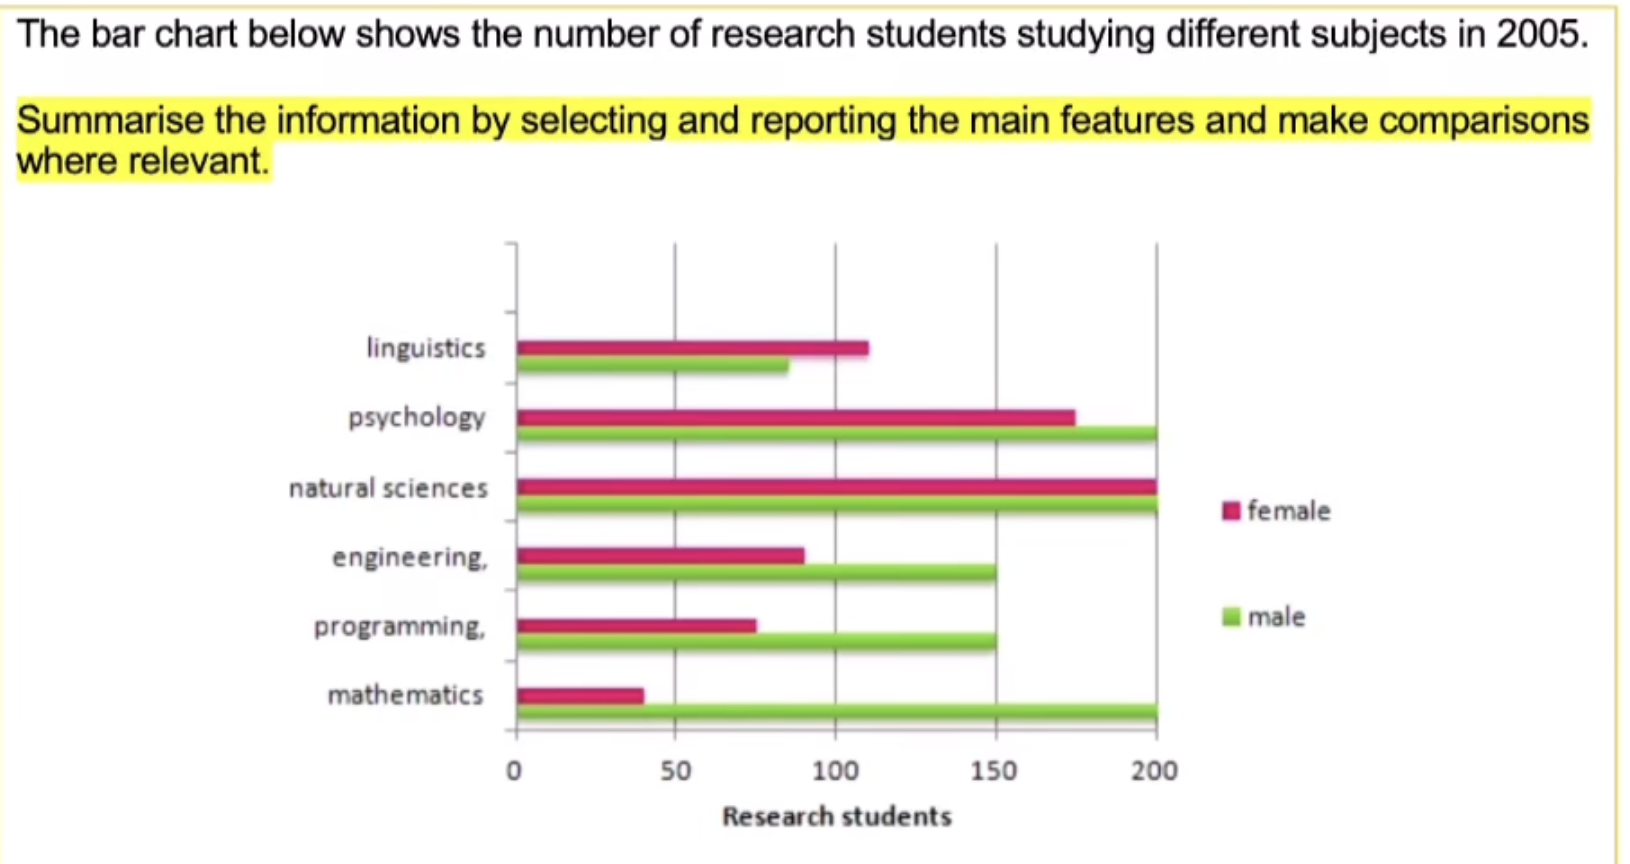 The bar chart below shows the number of research students studying different subjects in 2005.
Summarise the information by selecting and reporting the main features and make comparisons
where relevant.
linguistics
psychology
natural sciences
engineering,
programming,
mathematics
female
male
0 50 100 150 200
Research students